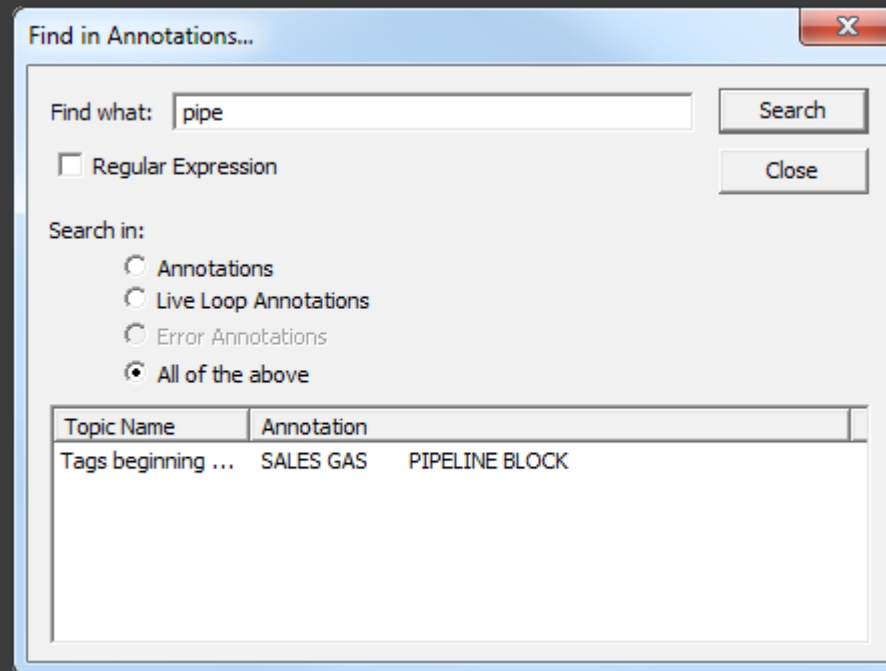 Find in Annotations...
Find what: pipe Search
Regular Expression Close
Search in:
Annotations
Live Loop Annotations
Error Annotations
All of the above
Topic Name Annotation
Tags beginning ... SALES GAS PIPELINE BLOCK